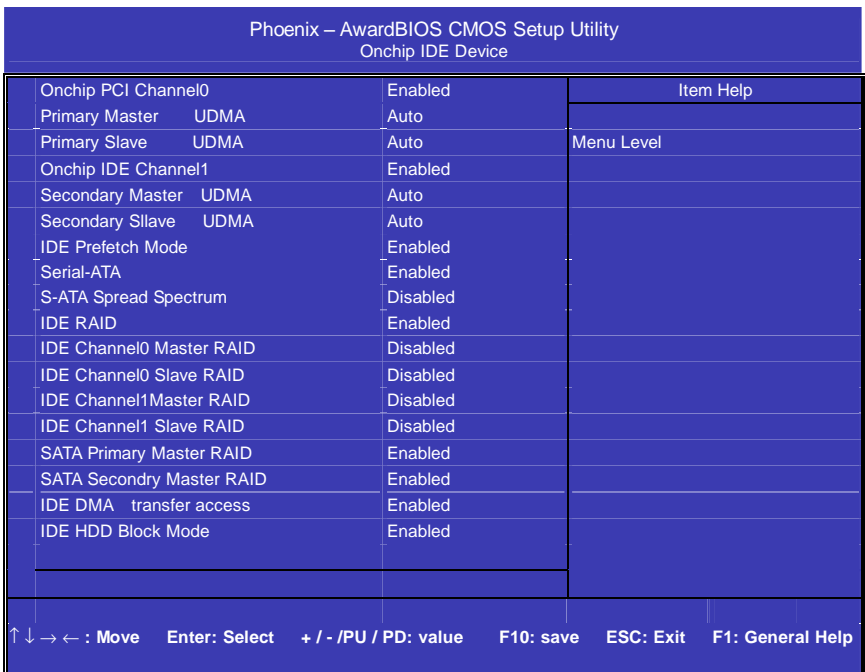 Phoenix – AwardBIOS CMOS Setup Utility
Onchip IDE Device
Onchip PCI Channel0 Enabled Item Help
Primary Master UDMA Auto
Primary Slave UDMA Auto Menu Level
Onchip IDE Channel1 Enabled
Secondary Master UDMA Auto
Secondary Sllave UDMA Auto
IDE Prefetch Mode Enabled
Serial-ATA Enabled
S-ATA Spread Spectrum Disabled
IDE RAID Enabled
IDE Channel0 Master RAID Disabled
IDE Channel0 Slave RAID Disabled
IDE Channel1Master RAID Disabled
IDE Channel1 Slave RAID Disabled
SATA Primary Master RAID Enabled
SATA Secondry Master RAID Enabled
IDE DMA transfer access Enabled
IDE HDD Block Mode Enabled
↑↓→← : Move Enter: Select + / - /PU / PD: value F10: save ESC: Exit F1: General Help